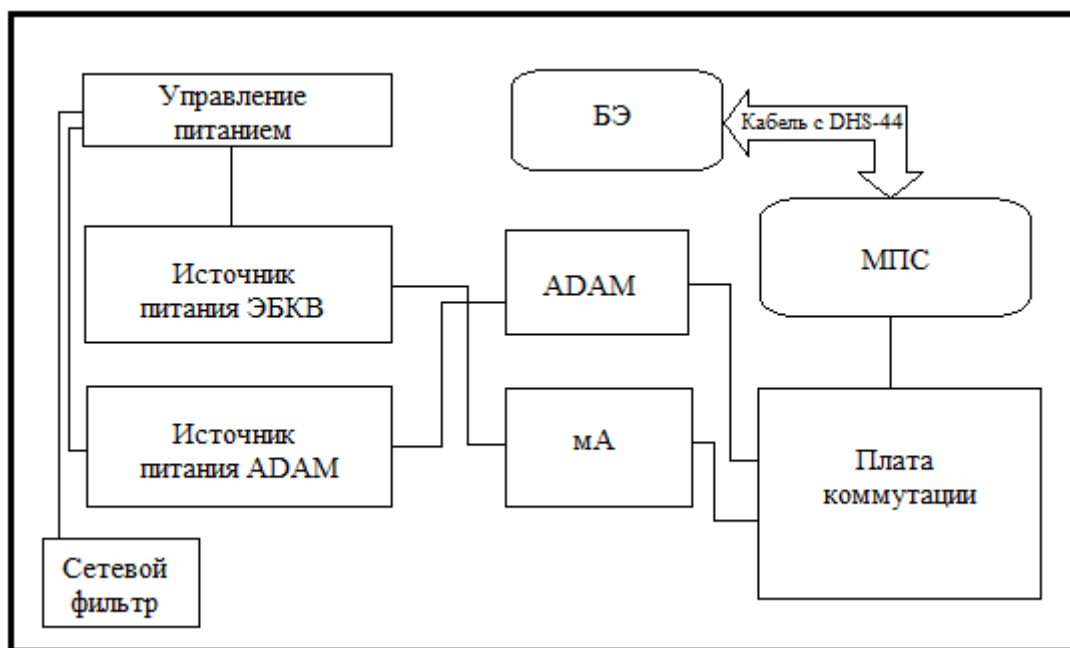 Управление
питанием
БЭ
Кабель с DHS-44
Источник
питания ЭБКВ
ADAM
МПС
Источник
питания ADAM
мА
Плата
коммутации
Сетевой
фильтр